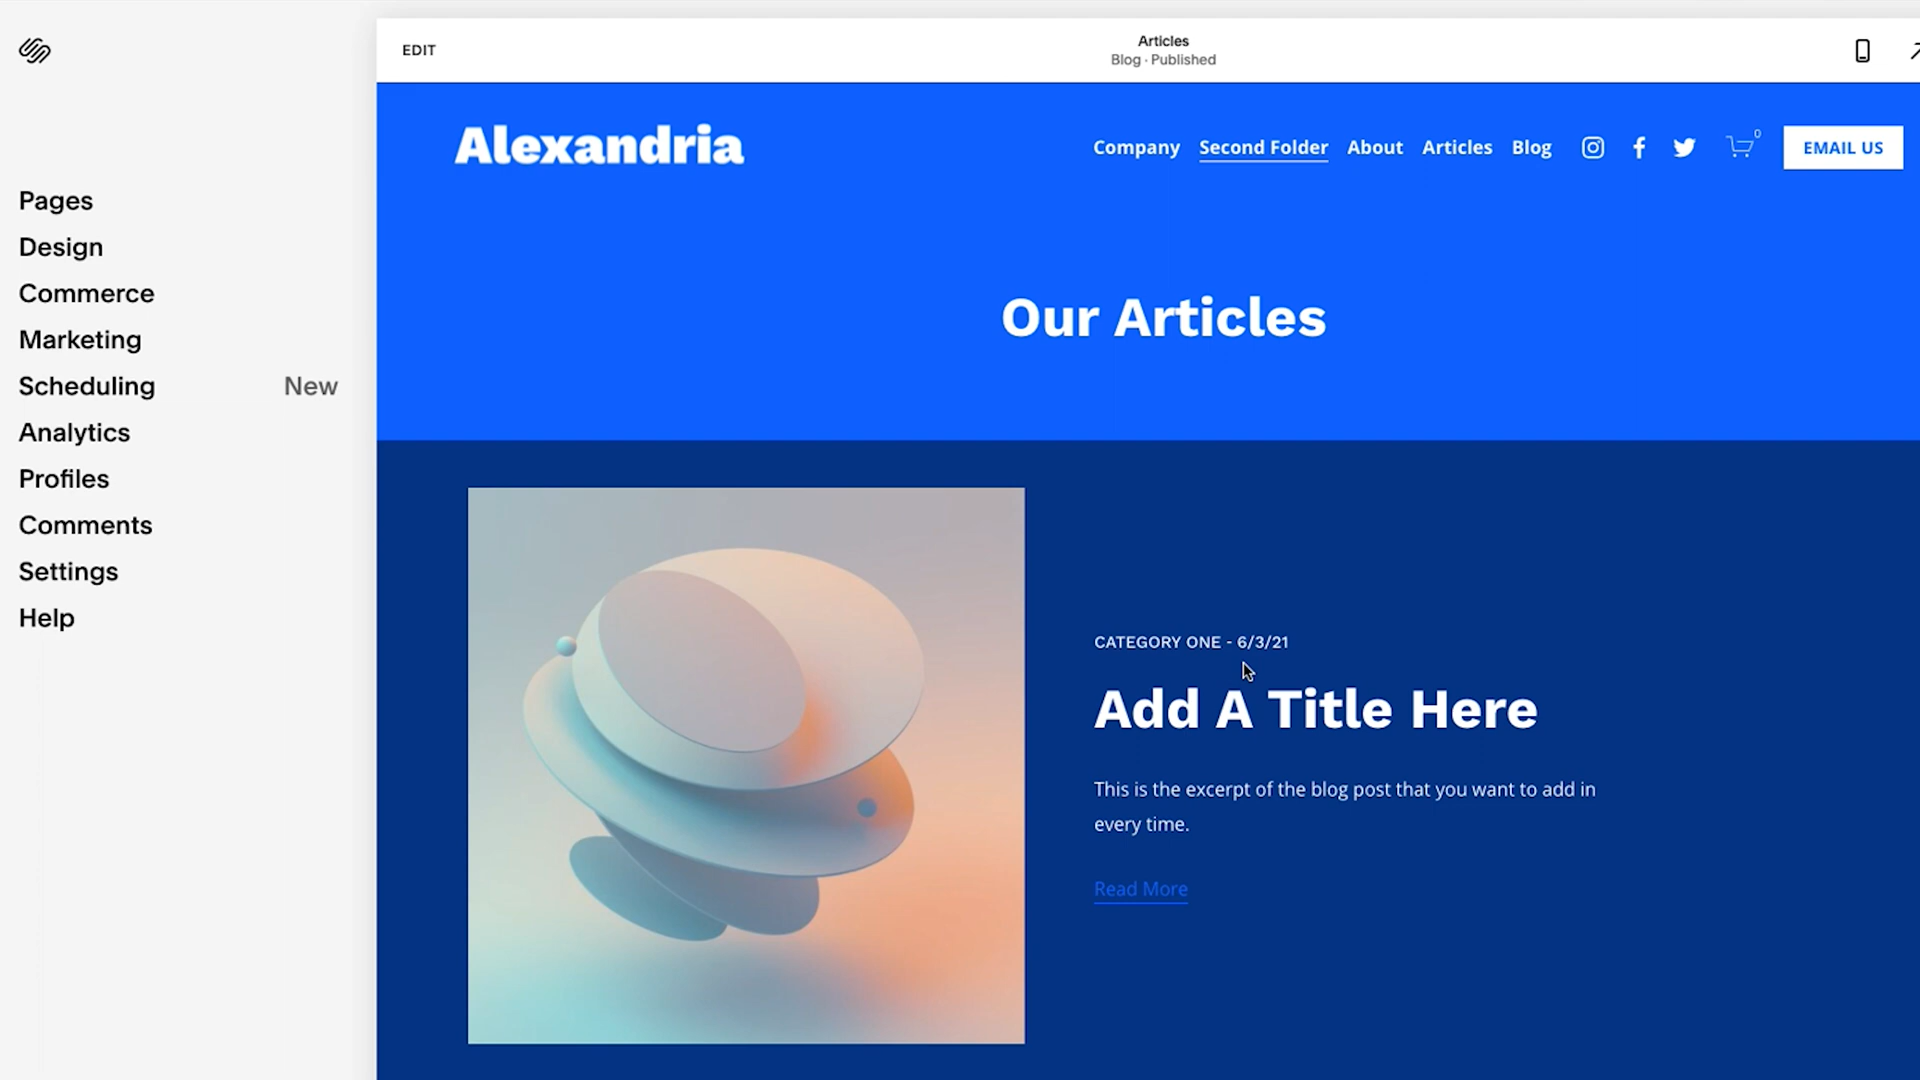 EDIT
Articles
Blog · Published
Pages
Design
Commerce
Marketing
Scheduling New
Analytics
Profiles
Comments
Settings
Help
Alexandria
Company Second Folder About Articles Blog 0 EMAIL US
Our Articles
CATEGORY ONE - 6/3/21
Add A Title Here
This is the excerpt of the blog post that you want to add in
every time.
Read More